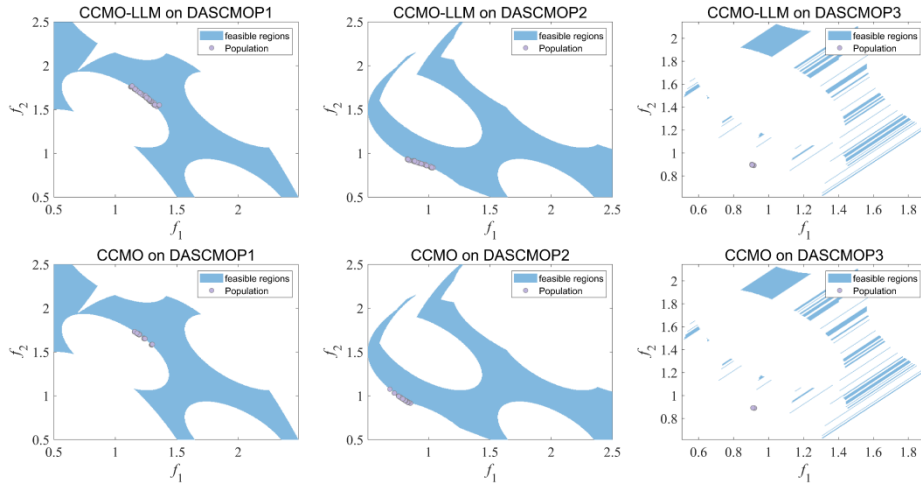 CCMO-LLM on DASCMOP1
2.5
2
1.5
1
0.5
f2
0.5
1
1.5
2
f1
feasible regions
Population
CCMO-LLM on DASCMOP2
2.5
2
1.5
1
0.5
f2
1
1.5
2
2.5
f1
feasible regions
Population
CCMO-LLM on DASCMOP3
2
1.8
1.6
1.4
1.2
1
0.8
f2
0.6
0.8
1
1.2
1.4
1.6
1.8
f1
feasible regions
Population
CCMO on DASCMOP1
2.5
2
1.5
1
0.5
f2
0.5
1
1.5
2
f1
feasible regions
Population
CCMO on DASCMOP2
2.5
2
1.5
1
0.5
f2
1
1.5
2
2.5
f1
feasible regions
Population
CCMO on DASCMOP3
2
1.8
1.6
1.4
1.2
1
0.8
f2
0.6
0.8
1
1.2
1.4
1.6
1.8
f1
feasible regions
Population